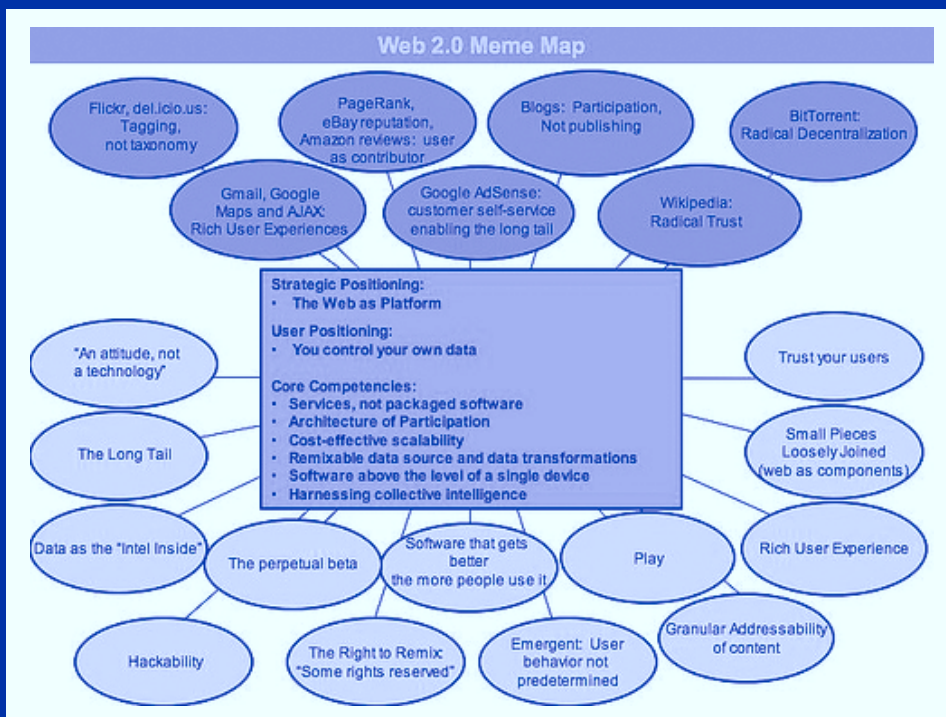 Web 2.0 Meme Map
Flickr, del.icio.us:
Tagging,
not taxonomy
PageRank,
eBay reputation,
Amazon reviews: user
as contributor
Blogs: Participation,
Not publishing
BitTorrent:
Radical Decentralization
Gmail, Google
Maps and AJAX:
Rich User Experiences
Google AdSense:
customer self-service
enabling the long tail
Wikipedia:
Radical Trust
Strategic Positioning:
• The Web as Platform
User Positioning:
• You control your own data
Core Competencies:
• Services, not packaged software
• Architecture of Participation
• Cost-effective scalability
• Remixable data source and data transformations
• Software above the level of a single device
• Harnessing collective intelligence
"An attitude, not
a technology"
Trust your users
The Long Tail
Small Pieces
Loosely Joined
(web as components)
Data as the "Intel Inside"
The perpetual beta
Software that gets
better
the more people use it
Play
Rich User Experience
Hackability
The Right to Remix:
"Some rights reserved"
Emergent: User
behavior not
predetermined
Granular Addressability
of content